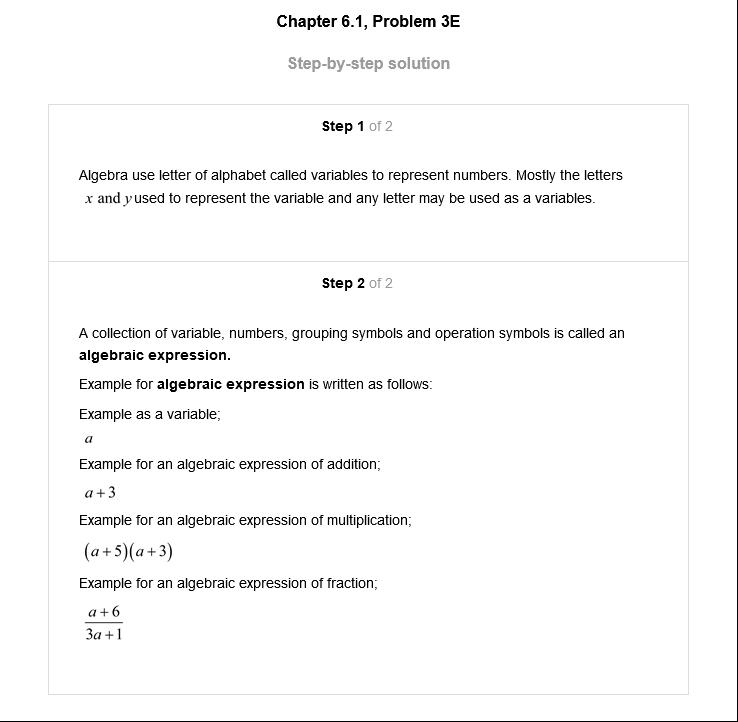 Chapter 6.1, Problem 3E
Step-by-step solution
Step 1 of 2
Algebra use letter of alphabet called variables to represent numbers. Mostly the letters
x and y used to represent the variable and any letter may be used as a variables.
Step 2 of 2
A collection of variable, numbers, grouping symbols and operation symbols is called an
algebraic expression.
Example for algebraic expression is written as follows:
Example as a variable;
a
Example for an algebraic expression of addition;
a+3
Example for an algebraic expression of multiplication;
(a+5)(a+3)
Example for an algebraic expression of fraction;
a+6
3a+1